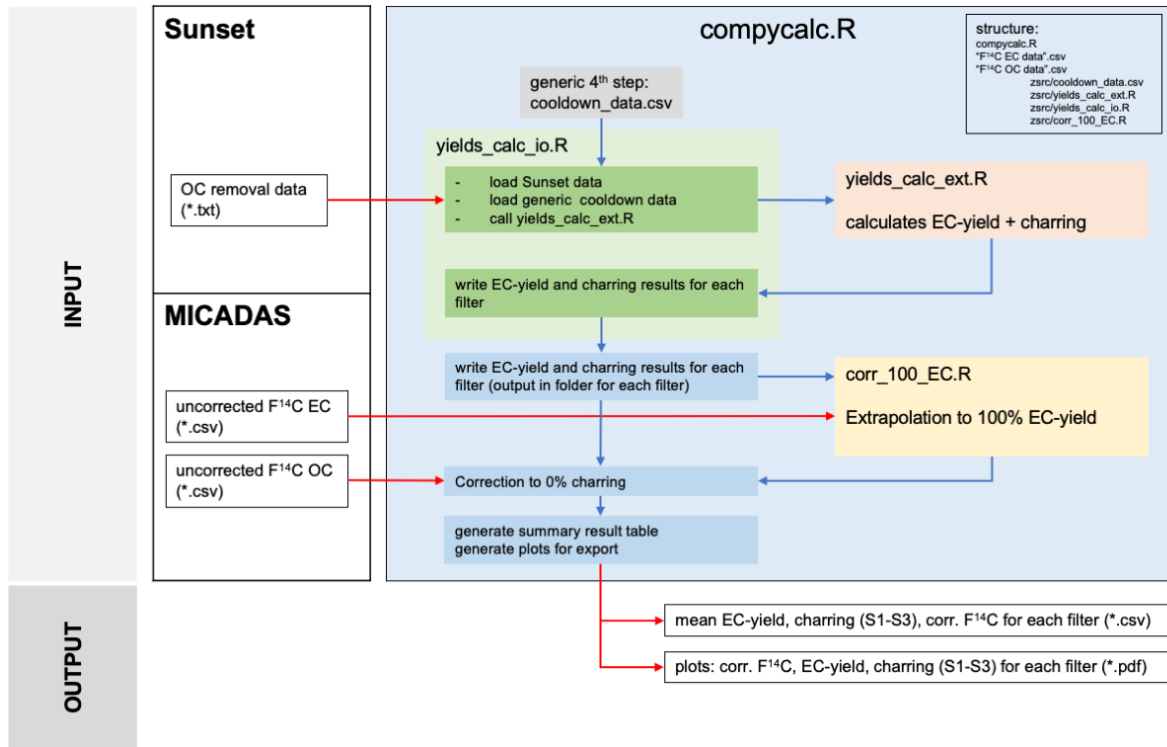 INPUT
OUTPUT
Sunset
OC removal data
(*.txt)
MICADAS
uncorrected F¹⁴C EC
(*.csv)
uncorrected F¹⁴C OC
(*.csv)
compycalc.R
structure:
compycalc.R
"F¹⁴C EC data".csv
"F¹⁴C OC data".csv
zsrc/cooldown_data.csv
zsrc/yields_calc_ext.R
zsrc/yields_calc_io.R
zsrc/corr_100_EC.R
generic 4ᵗʰ step:
cooldown_data.csv
yields_calc_io.R
- load Sunset data
- load generic cooldown data
- call yields_calc_ext.R
yields_calc_ext.R
calculates EC-yield + charring
write EC-yield and charring results for each
filter
write EC-yield and charring results for each
filter (output in folder for each filter)
corr_100_EC.R
Extrapolation to 100% EC-yield
Correction to 0% charring
generate summary result table
generate plots for export
mean EC-yield, charring (S1-S3), corr. F¹⁴C for each filter (*.csv)
plots: corr. F¹⁴C, EC-yield, charring (S1-S3) for each filter (*.pdf)